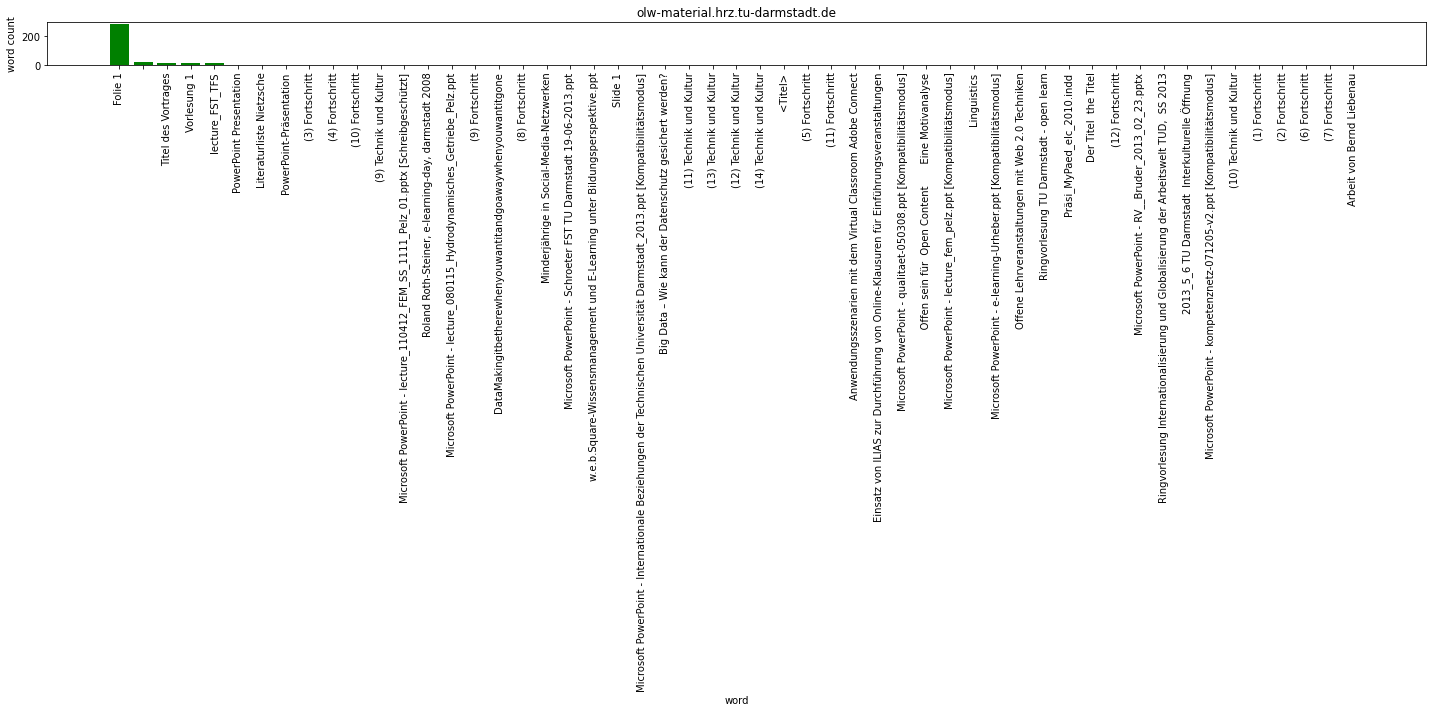 olw-material.hrz.tu-darmstadt.de
word count
200
0
Folie 1
Titel des Vortrages
Vorlesung 1
lecture_FST_TFS
PowerPoint Presentation
Literaturliste Nietzsche
PowerPoint-Präsentation
(3) Fortschritt
(4) Fortschritt
(10) Fortschritt
(9) Technik und Kultur
Microsoft PowerPoint - lecture_110412_FEM_SS_1111_Pelz_01.pptx [Schreibgeschützt]
Roland Roth-Steiner, e-learning-day, darmstadt 2008
Microsoft PowerPoint - lecture_080115_Hydrodynamisches_Getriebe_Pelz.ppt
(9) Fortschritt
DataMakingitbetherewhenyouwantitandgoawaywhenyouwantitgone
(8) Fortschritt
Minderjährige in Social-Media-Netzwerken
Microsoft PowerPoint - Schroeter FST TU Darmstadt 19-06-2013.ppt
w.e.b.Square-Wissensmanagement und E-Learning unter Bildungsperspektive.ppt
Slide 1
Microsoft PowerPoint - Internationale Beziehungen der Technischen Universität Darmstadt_2013.ppt [Kompatibilitätsmodus]
Big Data – Wie kann der Datenschutz gesichert werden?
(11) Technik und Kultur
(13) Technik und Kultur
(12) Technik und Kultur
(14) Technik und Kultur
<Titel>
(5) Fortschritt
(11) Fortschritt
Anwendungsszenarien mit dem Virtual Classroom Adobe Connect
Einsatz von ILIAS zur Durchführung von Online-Klausuren für Einführungsveranstaltungen
Microsoft PowerPoint - qualitaet-050308.ppt [Kompatibilitätsmodus]
Offen sein für Open Content Eine Motivanalyse
Microsoft PowerPoint - lecture_fem_pelz.ppt [Kompatibilitätsmodus]
Linguistics
Microsoft PowerPoint - e-learning-Urheber.ppt [Kompatibilitätsmodus]
Offene Lehrveranstaltungen mit Web 2.0 Techniken
Ringvorlesung TU Darmstadt - open learn
Präsi_MyPaed_elc_2010.indd
Der Titel the Titel
(12) Fortschritt
Microsoft PowerPoint - RV__Bruder_2013_02_23.pptx
Ringvorlesung Internationalisierung und Globalisierung der Arbeitswelt TUD, SS 2013
2013_5_6 TU Darmstadt Interkulturelle Öffnung
Microsoft PowerPoint - kompetenznetz-071205-v2.ppt [Kompatibilitätsmodus]
(10) Technik und Kultur
(1) Fortschritt
(2) Fortschritt
(6) Fortschritt
(7) Fortschritt
Arbeit von Bernd Liebenau
word